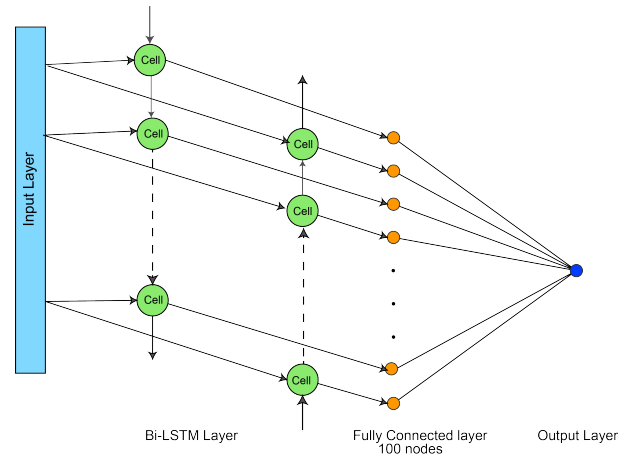 Input Layer
Cell
Cell
Cell
Cell
Cell
Cell
Bi-LSTM Layer
Fully Connected layer
100 nodes
Output Layer